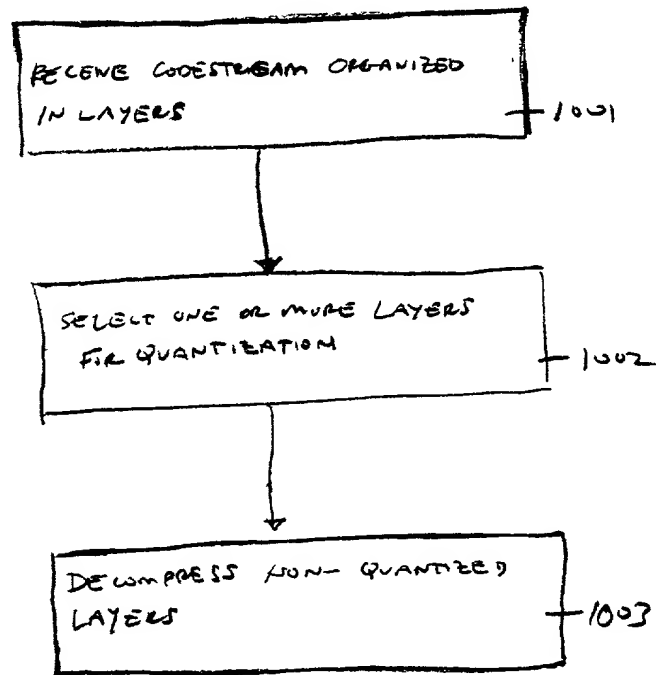 RECEIVE CODESTREAM ORGANIZED
IN LAYERS
1001
SELECT ONE OR MORE LAYERS
FOR QUANTIZATION
1002
DECOMPRESS NON- QUANTIZED
LAYERS
1003